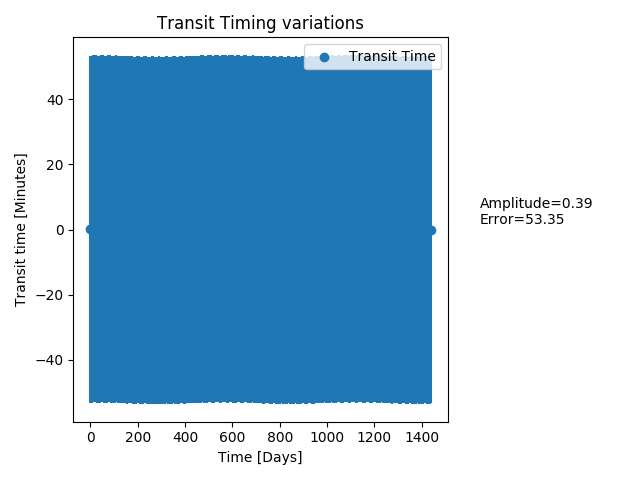 Transit Timing variations
Transit Time
40
20
0
−20
−40
Transit time [Minutes]
Amplitude=0.39
Error=53.35
0 200 400 600 800 1000 1200 1400
Time [Days]